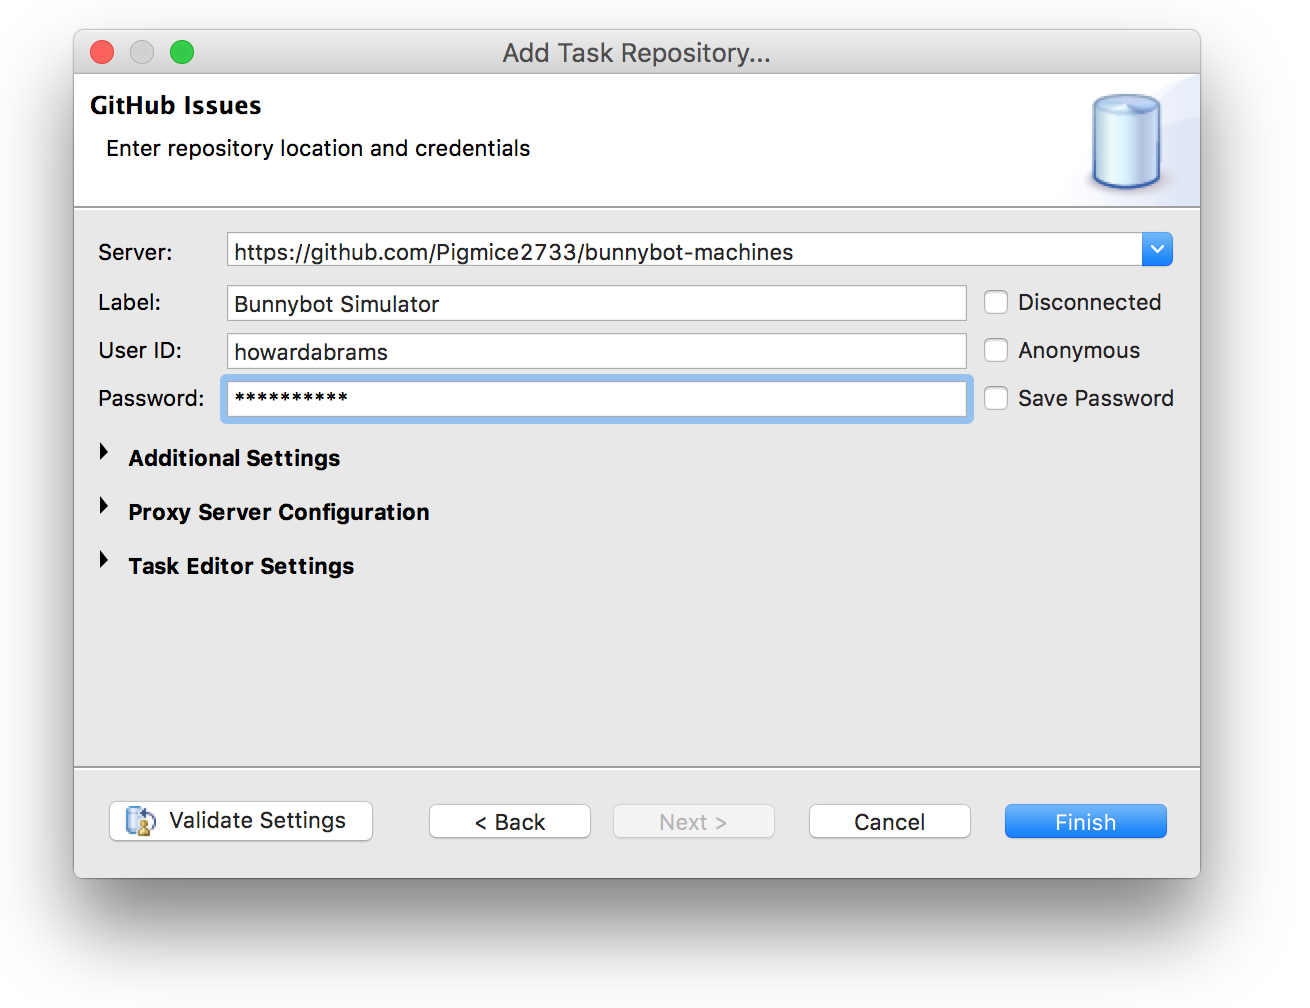 Add Task Repository...
GitHub Issues
Enter repository location and credentials
Server: https://github.com/Pigmice2733/bunnybot-machines
Label: Bunnybot Simulator Disconnected
User ID: howardabrams Anonymous
Password: ********** Save Password
Additional Settings
Proxy Server Configuration
Task Editor Settings
Validate Settings < Back Next > Cancel Finish